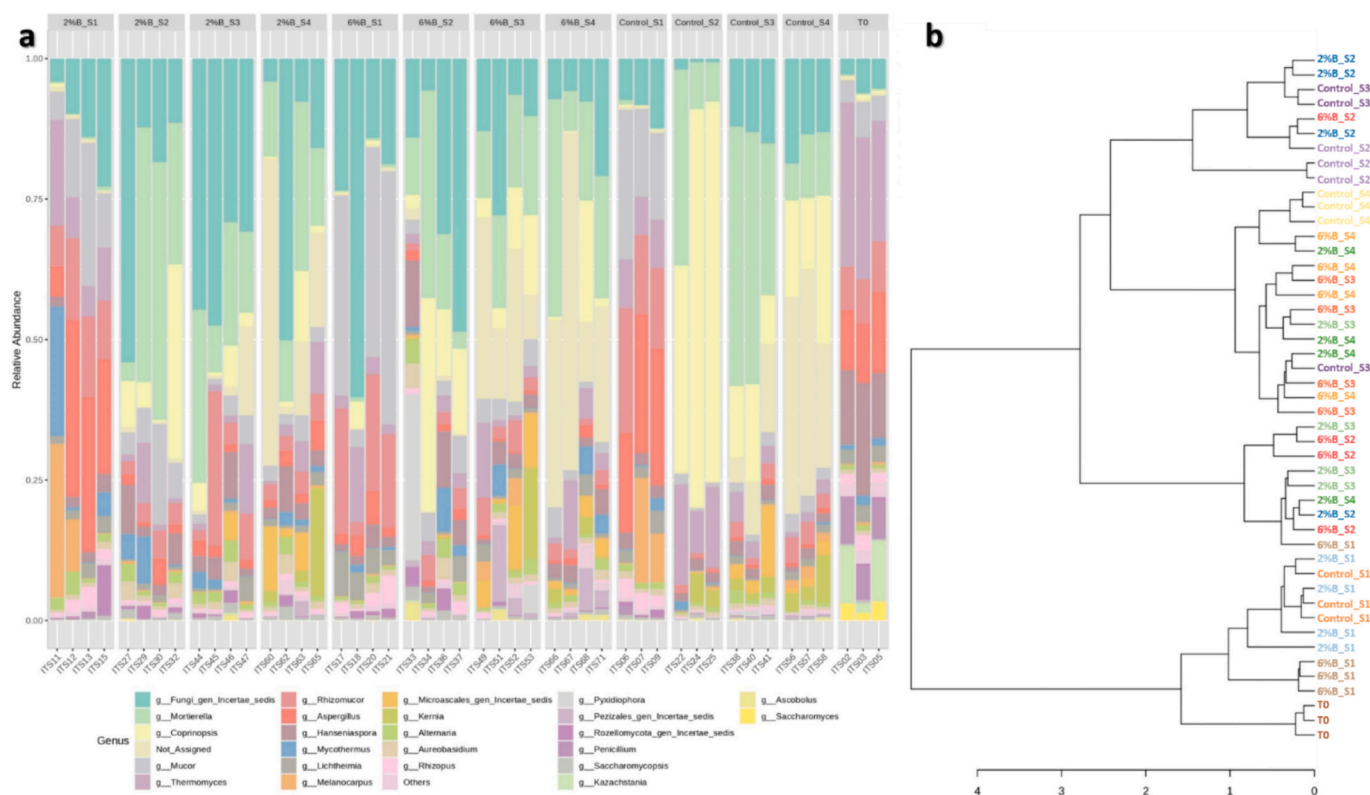 a
2%B_S1 2%B_S2 2%B_S3 2%B_S4 6%B_S1 6%B_S2 6%B_S3 6%B_S4 Control_S1 Control_S2 Control_S3 Control_S4 T0
1.00
0.75
0.50
0.25
0.00
Relative Abundance
ITS11 ITS12 ITS13 ITS15 ITS27 ITS29 ITS30 ITS32 ITS44 ITS45 ITS46 ITS47 ITS60 ITS62 ITS63 ITS65 ITS17 ITS18 ITS20 ITS21 ITS33 ITS34 ITS36 ITS37 ITS49 ITS51 ITS52 ITS53 ITS66 ITS67 ITS68 ITS71 ITS06 ITS07 ITS09 ITS22 ITS24 ITS25 ITS38 ITS40 ITS41 ITS56 ITS57 ITS58 ITS02 ITS03 ITS05
Genus
g__Fungi_gen_Incertae_sedis
g__Mortierella
g__Coprinopsis
Not_Assigned
g__Mucor
g__Thermomyces
g__Rhizomucor
g__Aspergillus
g__Hanseniaspora
g__Mycothermus
g__Lichtheimia
g__Melanocarpus
g__Microascales_gen_Incertae_sedis
g__Kernia
g__Alternaria
g__Aureobasidium
g__Rhizopus
Others
g__Pyxidiophora
g__Pezizales_gen_Incertae_sedis
g__Rozellomycota_gen_Incertae_sedis
g__Penicillium
g__Saccharomycopsis
g__Kazachstania
g__Ascobolus
g__Saccharomyces
b
2%B_S2
2%B_S2
Control_S3
Control_S3
6%B_S2
2%B_S2
Control_S2
Control_S2
Control_S2
Control_S4
Control_S4
Control_S4
6%B_S4
2%B_S4
6%B_S4
6%B_S3
6%B_S4
6%B_S3
2%B_S3
2%B_S4
2%B_S4
Control_S3
6%B_S3
6%B_S4
6%B_S3
2%B_S3
6%B_S2
6%B_S2
2%B_S3
2%B_S3
2%B_S4
2%B_S2
6%B_S2
6%B_S1
2%B_S1
Control_S1
2%B_S1
Control_S1
Control_S1
2%B_S1
2%B_S1
6%B_S1
6%B_S1
6%B_S1
T0
T0
T0
4 3 2 1 0